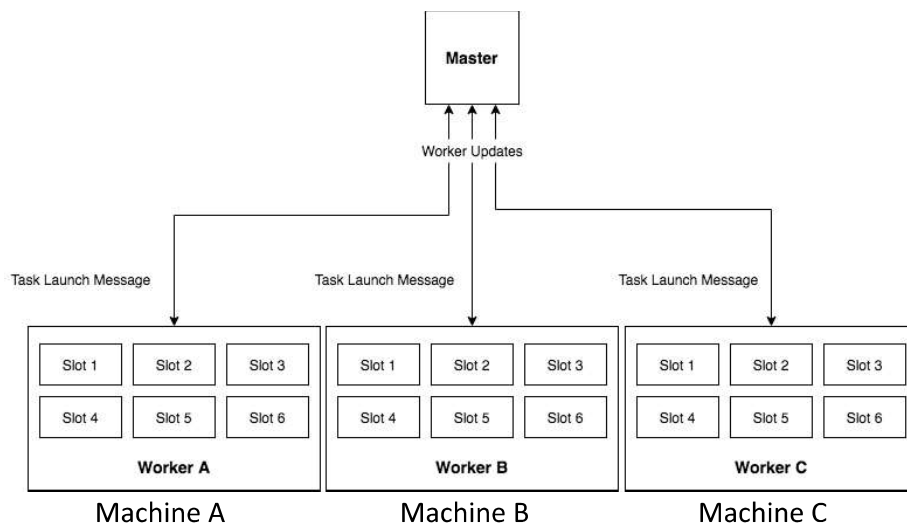 Master
Worker Updates
Task Launch Message Task Launch Message Task Launch Message
Slot 1 Slot 2 Slot 3 Slot 1 Slot 2 Slot 3 Slot 1 Slot 2 Slot 3
Slot 4 Slot 5 Slot 6 Slot 4 Slot 5 Slot 6 Slot 4 Slot 5 Slot 6
Worker A Worker B Worker C
Machine A Machine B Machine C